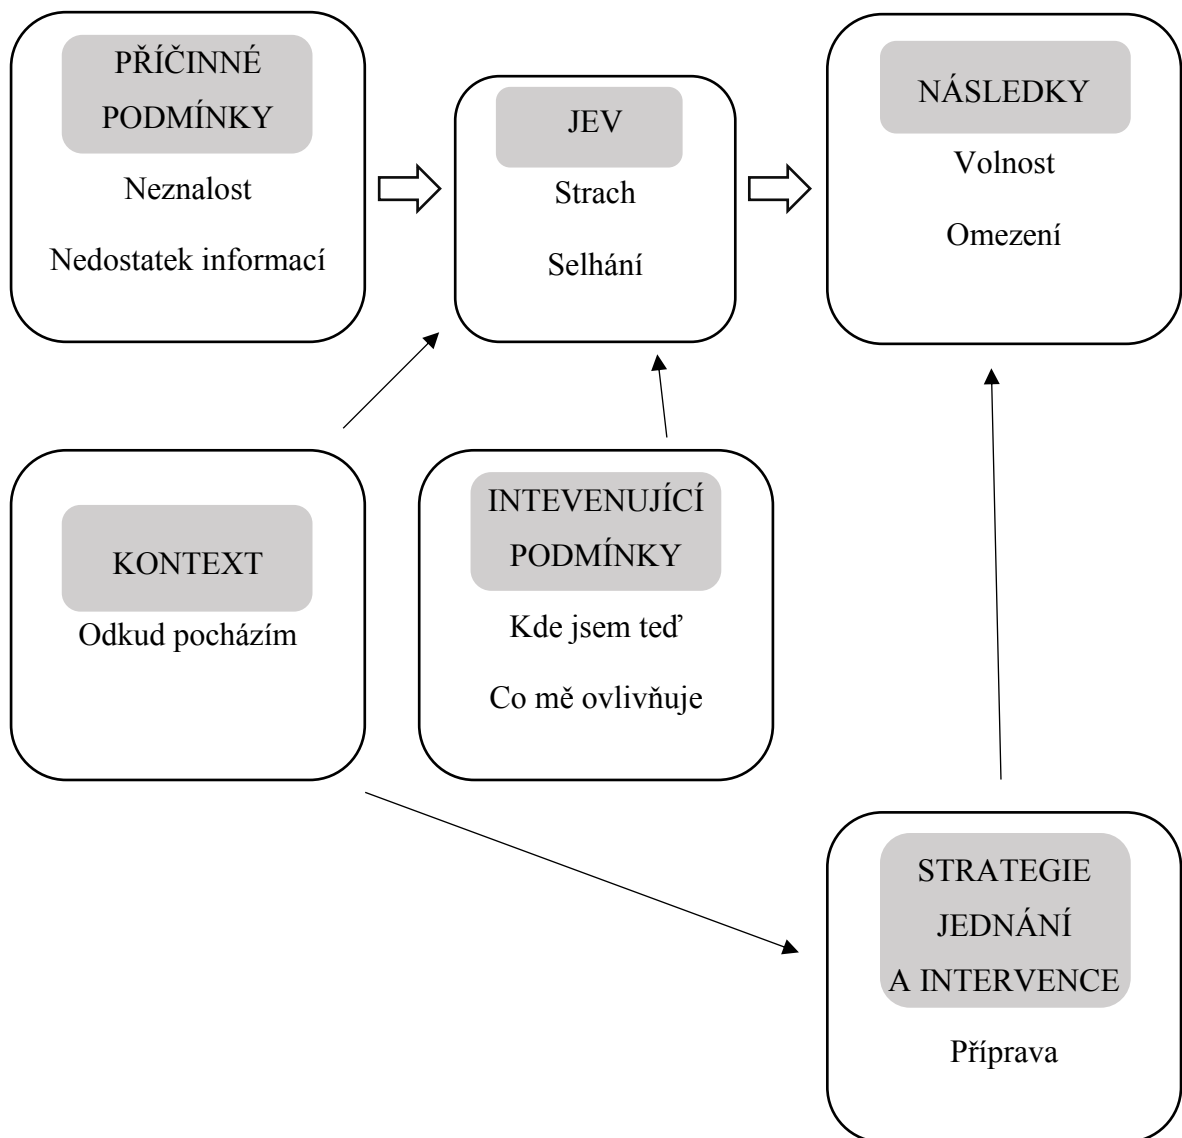 PŘÍČINNÉ
PODMÍNKY
Neznalost
Nedostatek informací
JEV
Strach
Selhání
NÁSLEDKY
Volnost
Omezení
KONTEXT
Odkud pocházím
INTEVENUJÍCÍ
PODMÍNKY
Kde jsem teď
Co mě ovlivňuje
STRATEGIE
JEDNÁNÍ
A INTERVENCE
Příprava